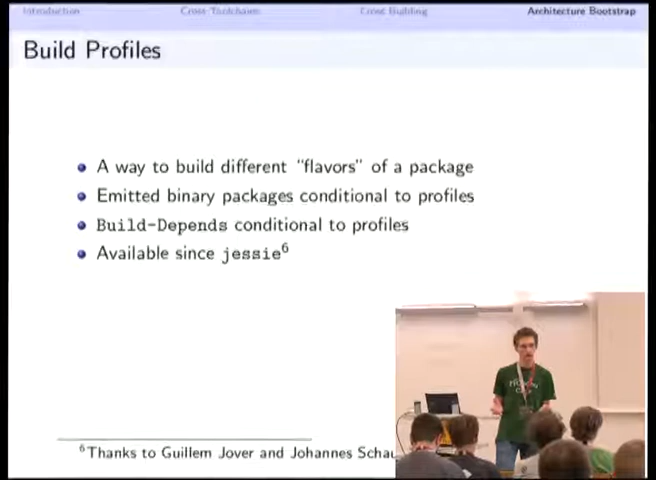 Introduction Cross Toolchains Cross Building Architecture Bootstrap
Build Profiles
A way to build different "flavors" of a package
Emitted binary packages conditional to profiles
Build-Depends conditional to profiles
Available since jessie6
6Thanks to Guillem Jover and Johannes